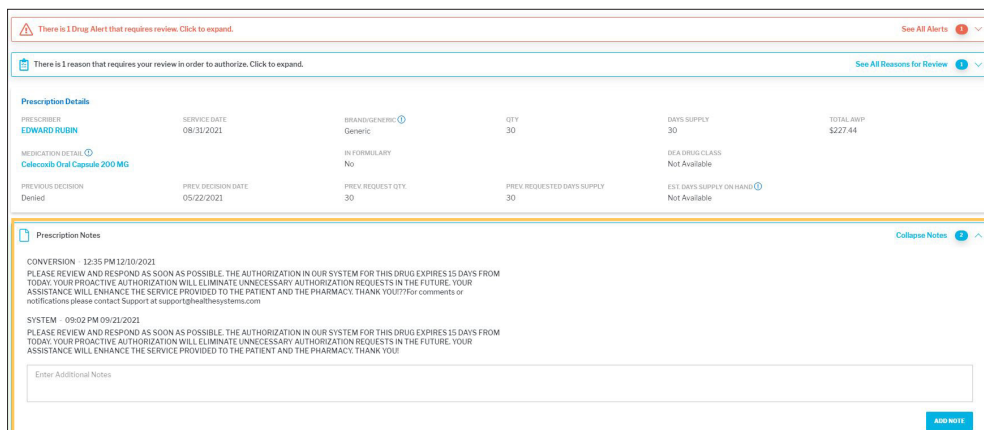 There is 1 Drug Alert that requires review. Click to expand.
See All Alerts 1
There is 1 reason that requires your review in order to authorize. Click to expand.
See All Reasons for Review 1
Prescription Details
PRESCRIBER SERVICE DATE BRAND/GENERIC QTY DAYS SUPPLY TOTAL AWP
EDWARD RUBIN 08/31/2021 Generic 30 30 $227.44
MEDICATION DETAIL IN FORMULARY DEA DRUG CLASS
Celecoxib Oral Capsule 200 MG No Not Available
PREVIOUS DECISION PREV. DECISION DATE PREV. REQUEST QTY. PREV. REQUESTED DAYS SUPPLY EST. DAYS SUPPLY ON HAND
Denied 05/22/2021 30 30 Not Available
Prescription Notes
Collapse Notes 2
CONVERSION - 12:35 PM 12/10/2021
PLEASE REVIEW AND RESPOND AS SOON AS POSSIBLE. THE AUTHORIZATION IN OUR SYSTEM FOR THIS DRUG EXPIRES 15 DAYS FROM
TODAY. YOUR PROACTIVE AUTHORIZATION WILL ELIMINATE UNNECESSARY AUTHORIZATION REQUESTS IN THE FUTURE. YOUR
ASSISTANCE WILL ENHANCE THE SERVICE PROVIDED TO THE PATIENT AND THE PHARMACY. THANK YOU!???For comments or
notifications please contact Support at support@healthesystems.com
SYSTEM - 09:02 PM 09/21/2021
PLEASE REVIEW AND RESPOND AS SOON AS POSSIBLE. THE AUTHORIZATION IN OUR SYSTEM FOR THIS DRUG EXPIRES 15 DAYS FROM
TODAY. YOUR PROACTIVE AUTHORIZATION WILL ELIMINATE UNNECESSARY AUTHORIZATION REQUESTS IN THE FUTURE. YOUR
ASSISTANCE WILL ENHANCE THE SERVICE PROVIDED TO THE PATIENT AND THE PHARMACY. THANK YOU!
Enter Additional Notes
ADD NOTE